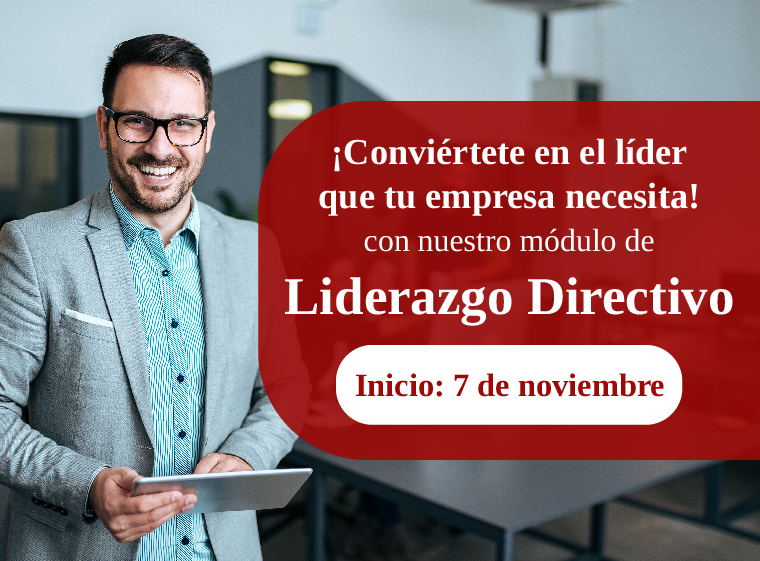 ¡Conviértete en el líder
que tu empresa necesita!
con nuestro módulo de
Liderazgo Directivo
Inicio: 7 de noviembre